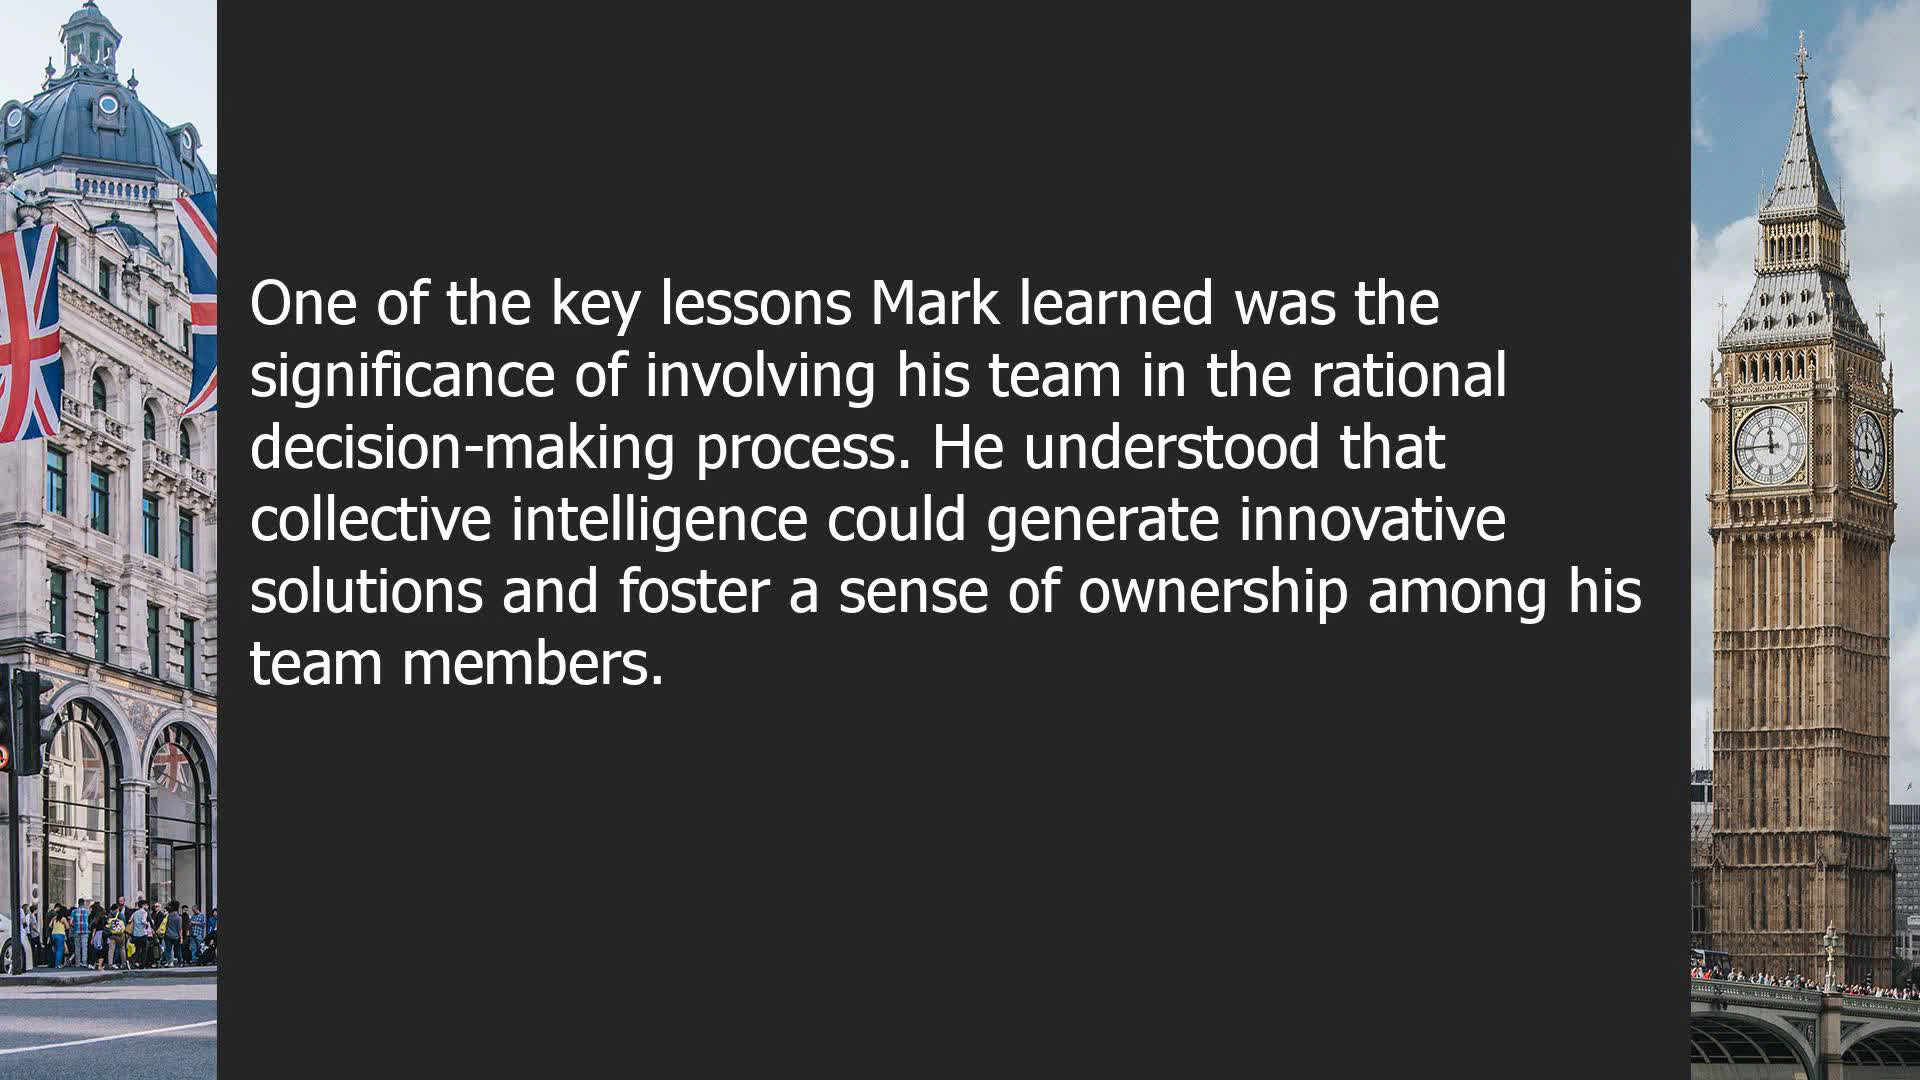 One of the key lessons Mark learned was the
significance of involving his team in the rational
decision-making process. He understood that
collective intelligence could generate innovative
solutions and foster a sense of ownership among his
team members.